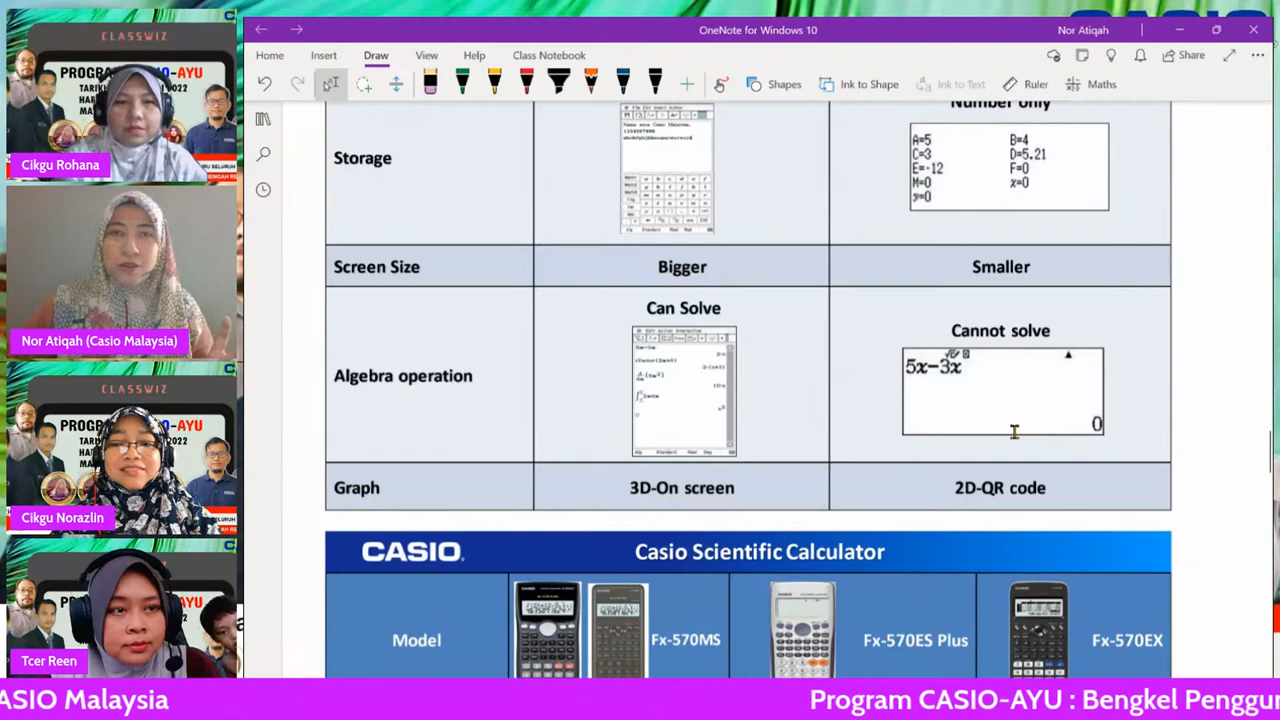 CLASSWIZ
PROGRAM CASIO-AYU
Cikgu Rohana
Nor Atiqah (Casio Malaysia)
CLASSWIZ
2022
Cikgu Norazlin
Tcer Reen
OneNote for Windows 10
Nor Atiqah
Home Insert Draw View Help Class Notebook
Share
Shapes Ink to Shape Ink to Text Ruler Maths
Number only
Storage
A=5 B=4
C=3 D=5.21
E=-12 F=0
M=0 x=0
y=0
Screen Size Bigger Smaller
Algebra operation
Can Solve
Cannot solve
5x−3x
0
Graph 3D-On screen 2D-QR code
CASIO. Casio Scientific Calculator
Model Fx-570MS Fx-570ES Plus Fx-570EX
ASIO Malaysia Program CASIO-AYU : Bengkel Penggun